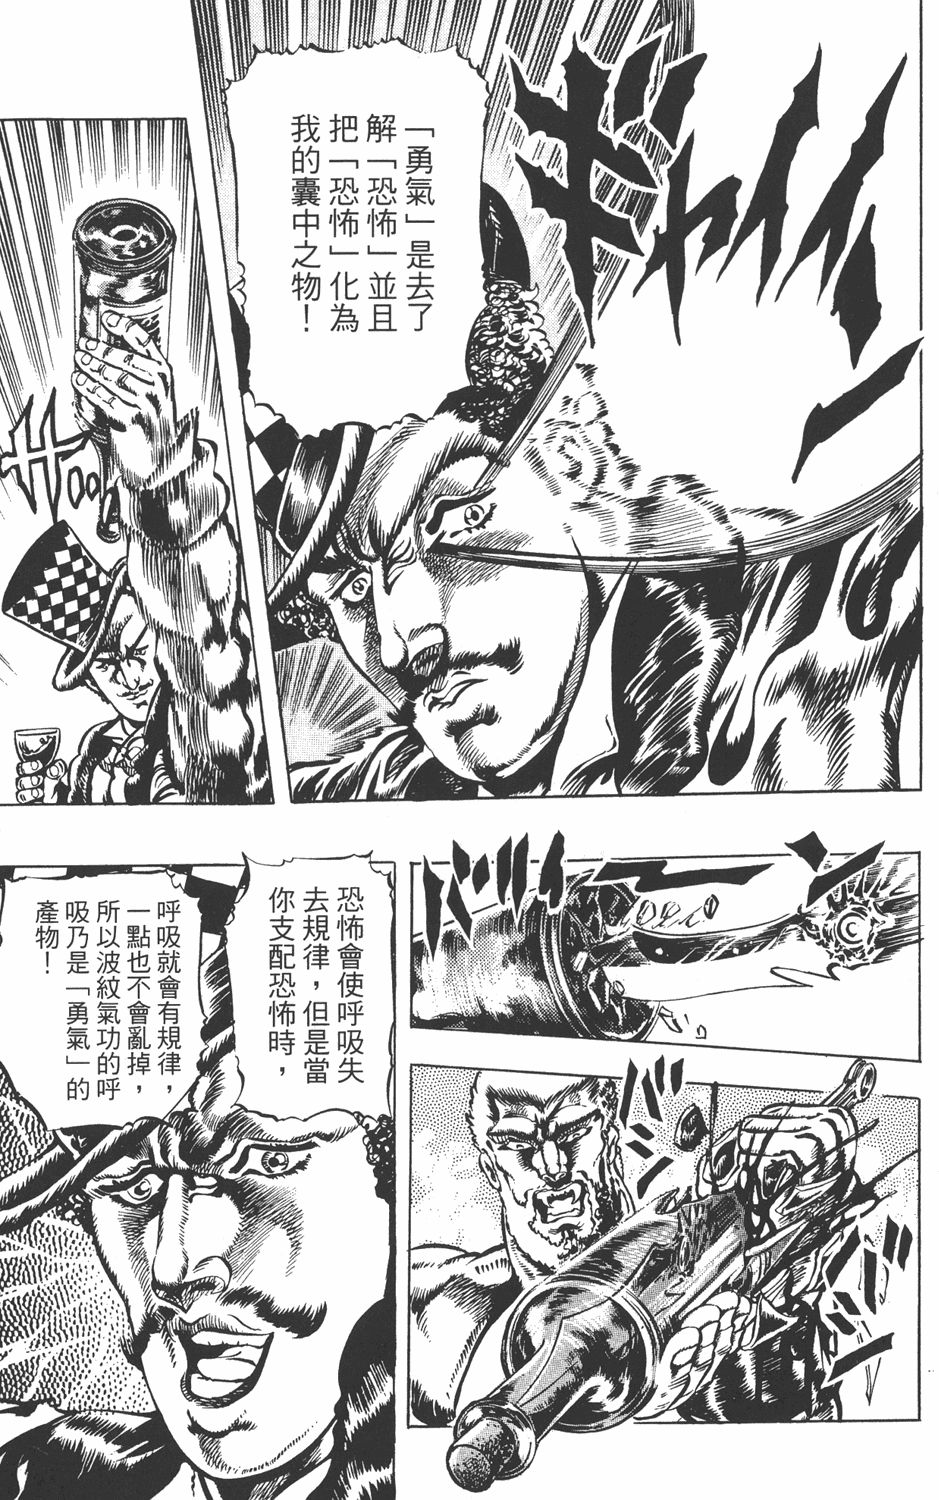 ギャイイーン
「勇氣」是去了
解「恐怖」並且
把「恐怖」化為
我的囊中之物！
ﾊﾞｼﾞｲｰﾝ
恐怖會使呼吸失
去規律，但是當
你支配恐怖時，
呼吸就會有規律，
一點也不會亂掉，
所以波紋氣功的呼
吸乃是「勇氣」的
產物！